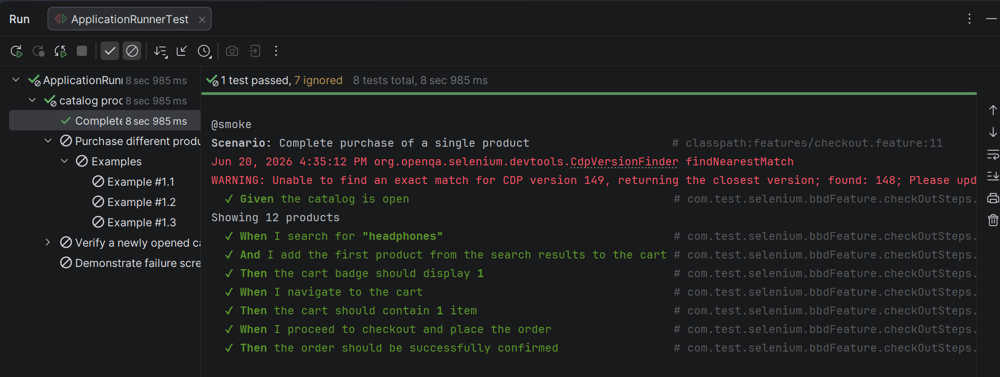 Run
ApplicationRunnerTest
ApplicationRunr 8 sec 985 ms
catalog proc 8 sec 985 ms
Complete 8 sec 985 ms
Purchase different produ
Examples
Example #1.1
Example #1.2
Example #1.3
Verify a newly opened ca
Demonstrate failure scre
1 test passed, 7 ignored 8 tests total, 8 sec 985 ms
@smoke
Scenario: Complete purchase of a single product # classpath:features/checkout.feature:11
Jun 20, 2026 4:35:12 PM org.openqa.selenium.devtools.CdpVersionFinder findNearestMatch
WARNING: Unable to find an exact match for CDP version 149, returning the closest version; found: 148; Please upd
✓ Given the catalog is open # com.test.selenium.bbdFeature.checkOutSteps.
Showing 12 products
✓ When I search for "headphones" # com.test.selenium.bbdFeature.checkOutSteps.
✓ And I add the first product from the search results to the cart # com.test.selenium.bbdFeature.checkOutSteps.
✓ Then the cart badge should display 1 # com.test.selenium.bbdFeature.checkOutSteps.
✓ When I navigate to the cart # com.test.selenium.bbdFeature.checkOutSteps.
✓ Then the cart should contain 1 item # com.test.selenium.bbdFeature.checkOutSteps.
✓ When I proceed to checkout and place the order # com.test.selenium.bbdFeature.checkOutSteps.
✓ Then the order should be successfully confirmed # com.test.selenium.bbdFeature.checkOutSteps.